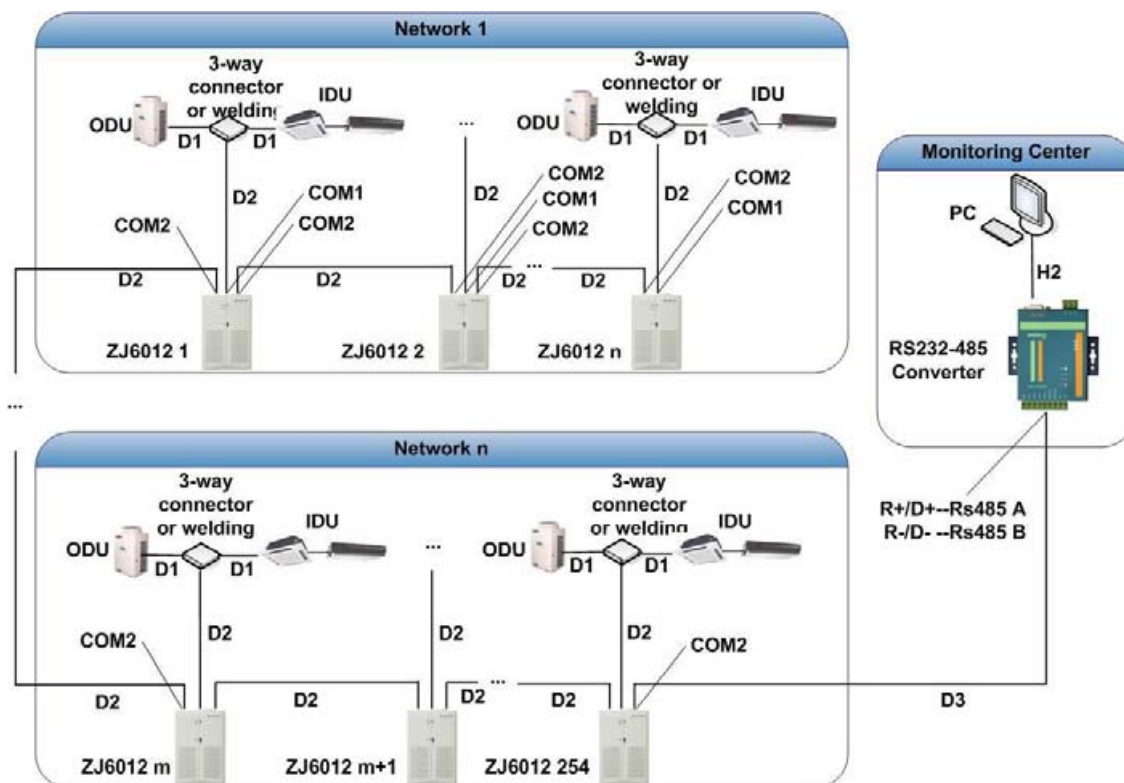 Network 1
3-way
connector
or welding
IDU
ODU
D1
D1
D2
COM2
COM1
COM2
D2
ZJ6012 1
...
D2
COM2
COM1
COM2
D2
...
D2
D2
ZJ6012 2
3-way
connector or
welding
IDU
ODU
D1
D1
D2
COM2
COM1
ZJ6012 n
Monitoring Center
PC
H2
RS232-485
Converter
R+/D+--Rs485 A
R-/D- --Rs485 B
D3
...
Network n
3-way
connector
or welding
IDU
ODU
D1
D1
D2
COM2
D2
ZJ6012 m
...
D2
D2
D2
...
D2
ZJ6012 m+1
3-way
connector
or welding
IDU
ODU
D1
D1
D2
COM2
ZJ6012 254